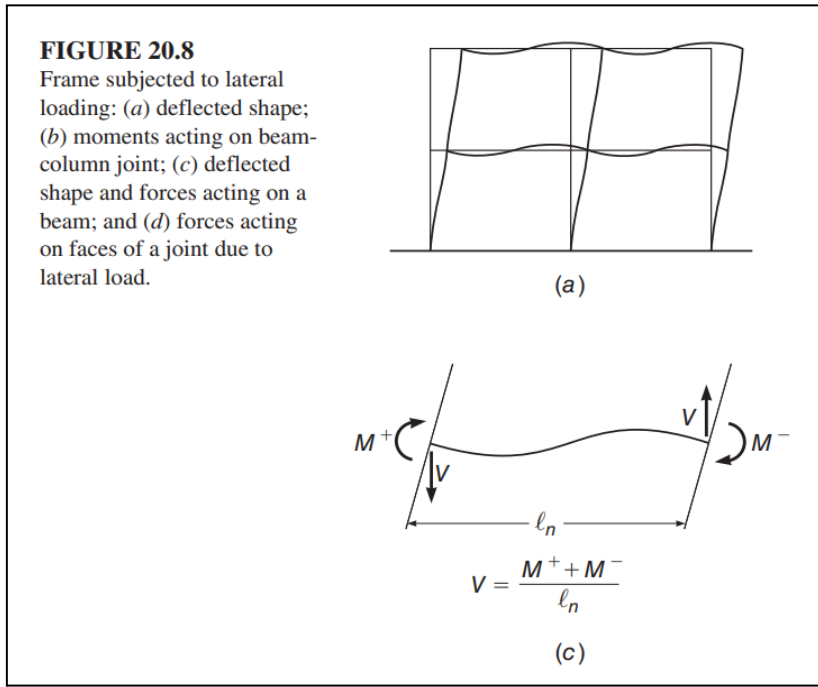 FIGURE 20.8
Frame subjected to lateral
loading: (a) deflected shape;
(b) moments acting on beam-
column joint; (c) deflected
shape and forces acting on a
beam; and (d) forces acting
on faces of a joint due to
lateral load.
(a)
M⁺
V
V
M⁻
ℓn
V = M⁺ + M⁻ / ℓn
(c)